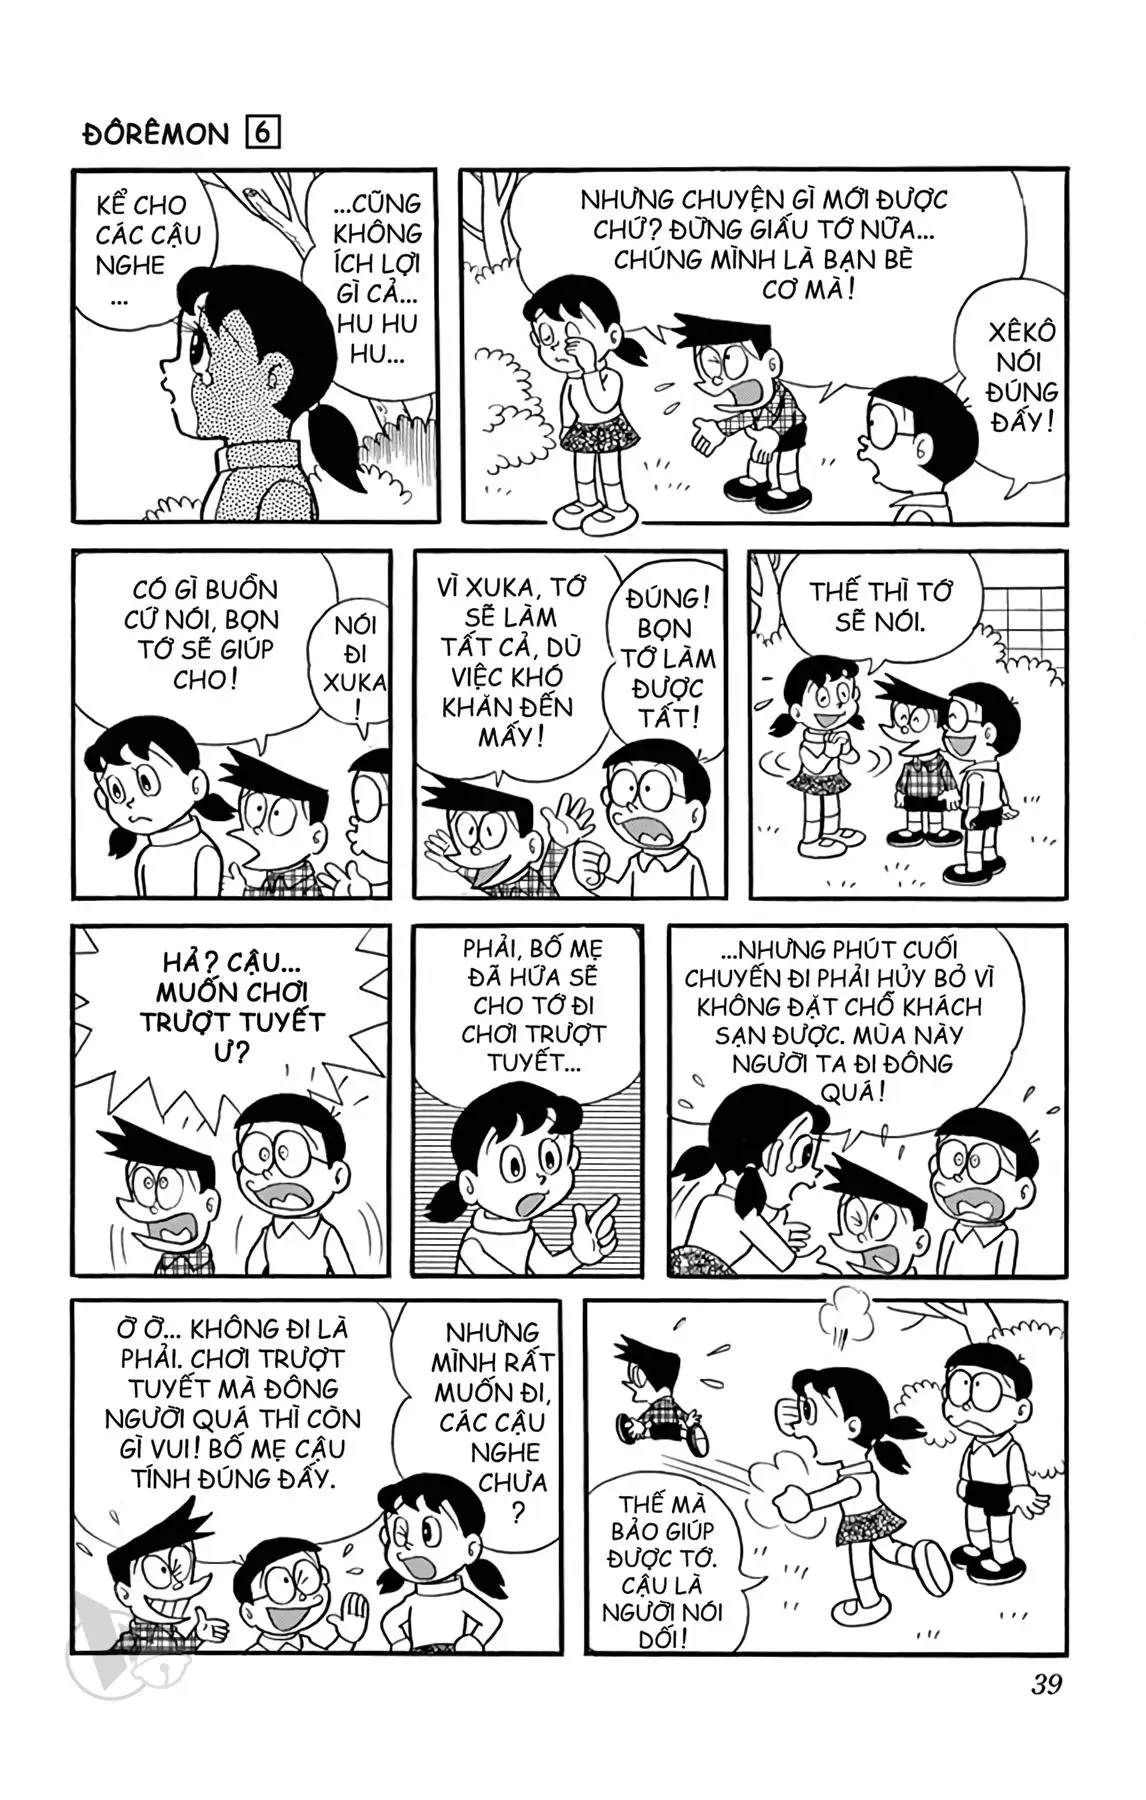 ĐÔRÊMON 6
KỂ CHO
CÁC CẬU
NGHE
...
...CŨNG
KHÔNG
ÍCH LỢI
GÌ CẢ...
HU HU
HU...
NHƯNG CHUYỆN GÌ MỚI ĐƯỢC
CHỨ? ĐỪNG GIẤU TỚ NỮA...
CHÚNG MÌNH LÀ BẠN BÈ
CƠ MÀ!
XÊKÔ
NÓI
ĐÚNG
ĐẤY!
CÓ GÌ BUỒN
CỨ NÓI, BỌN
TỚ SẼ GIÚP
CHO!
NÓI
ĐI
XUKA
!
VÌ XUKA, TỚ
SẼ LÀM
TẤT CẢ, DÙ
VIỆC KHÓ
KHĂN ĐẾN
MẤY!
ĐÚNG!
BỌN
TỚ LÀM
ĐƯỢC
TẤT!
THẾ THÌ TỚ
SẼ NÓI.
HẢ? CẬU...
MUỐN CHƠI
TRƯỢT TUYẾT
Ư?
PHẢI, BỐ MẸ
ĐÃ HỨA SẼ
CHO TỚ ĐI
CHƠI TRƯỢT
TUYẾT...
...NHƯNG PHÚT CUỐI
CHUYẾN ĐI PHẢI HỦY BỎ VÌ
KHÔNG ĐẶT CHỖ KHÁCH
SẠN ĐƯỢC. MÙA NÀY
NGƯỜI TA ĐI ĐÔNG
QUÁ!
Ờ Ờ... KHÔNG ĐI LÀ
PHẢI. CHƠI TRƯỢT
TUYẾT MÀ ĐÔNG
NGƯỜI QUÁ THÌ CÒN
GÌ VUI! BỐ MẸ CẬU
TÍNH ĐÚNG ĐẤY.
NHƯNG
MÌNH RẤT
MUỐN ĐI,
CÁC CẬU
NGHE
CHƯA
?
THẾ MÀ
BẢO GIÚP
ĐƯỢC TỚ.
CẬU LÀ
NGƯỜI NÓI
DỐI!
39